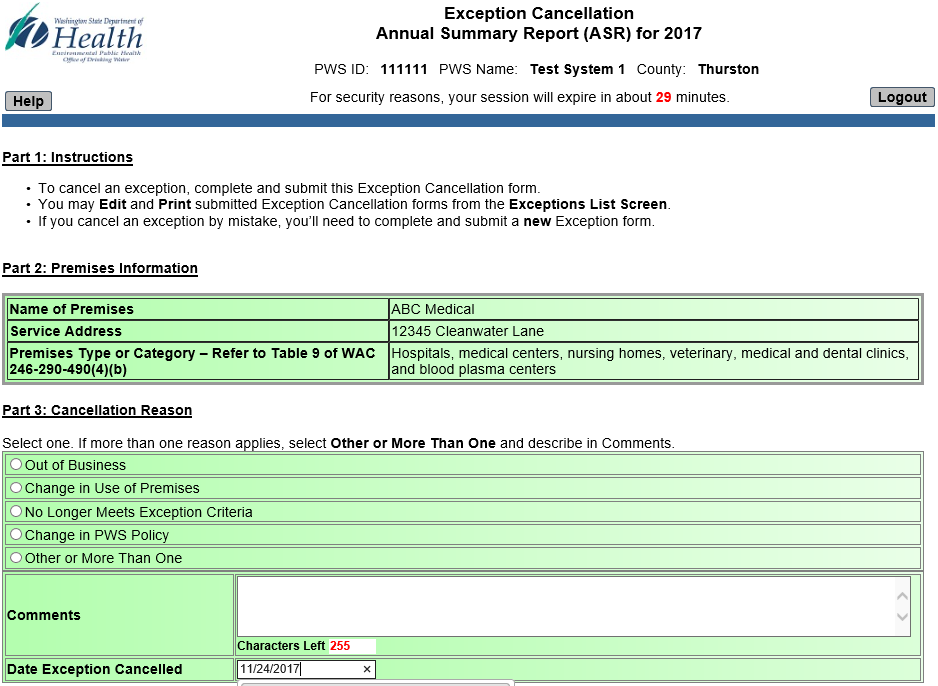 Washington State Department of
Health
Environmental Public Health
Office of Drinking Water
Exception Cancellation
Annual Summary Report (ASR) for 2017
PWS ID: 111111 PWS Name: Test System 1 County: Thurston
Help
For security reasons, your session will expire in about 29 minutes.
Logout
Part 1: Instructions
• To cancel an exception, complete and submit this Exception Cancellation form.
• You may Edit and Print submitted Exception Cancellation forms from the Exceptions List Screen.
• If you cancel an exception by mistake, you'll need to complete and submit a new Exception form.
Part 2: Premises Information
Name of Premises ABC Medical
Service Address 12345 Cleanwater Lane
Premises Type or Category – Refer to Table 9 of WAC
246-290-490(4)(b)
Hospitals, medical centers, nursing homes, veterinary, medical and dental clinics,
and blood plasma centers
Part 3: Cancellation Reason
Select one. If more than one reason applies, select Other or More Than One and describe in Comments.
Out of Business
Change in Use of Premises
No Longer Meets Exception Criteria
Change in PWS Policy
Other or More Than One
Comments
Characters Left 255
Date Exception Cancelled 11/24/2017 ×